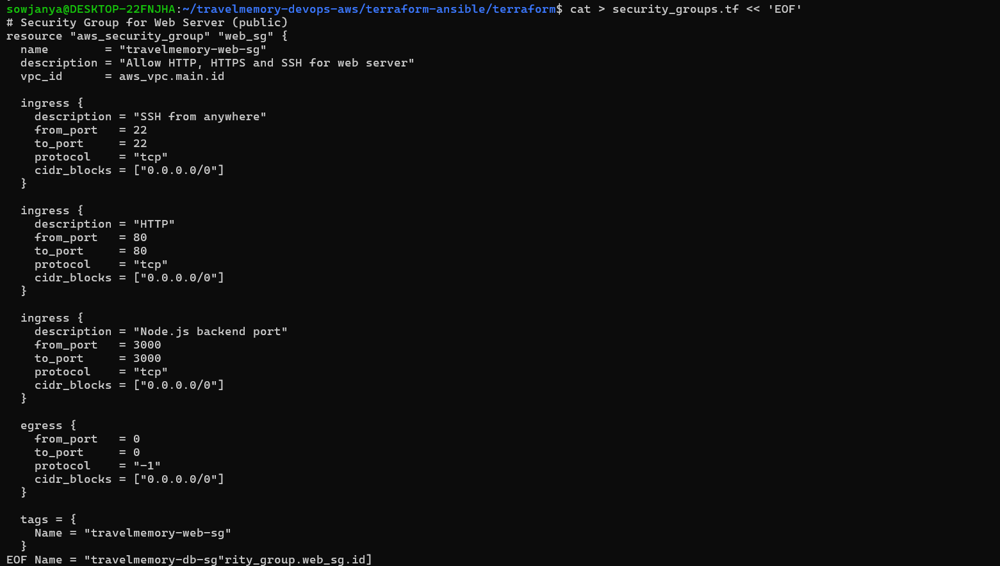 sowjanya@DESKTOP-22FNJHA:~/travelmemory-devops-aws/terraform-ansible/terraform$ cat > security_groups.tf << 'EOF'
# Security Group for Web Server (public)
resource "aws_security_group" "web_sg" {
  name        = "travelmemory-web-sg"
  description = "Allow HTTP, HTTPS and SSH for web server"
  vpc_id      = aws_vpc.main.id

  ingress {
    description = "SSH from anywhere"
    from_port   = 22
    to_port     = 22
    protocol    = "tcp"
    cidr_blocks = ["0.0.0.0/0"]
  }

  ingress {
    description = "HTTP"
    from_port   = 80
    to_port     = 80
    protocol    = "tcp"
    cidr_blocks = ["0.0.0.0/0"]
  }

  ingress {
    description = "Node.js backend port"
    from_port   = 3000
    to_port     = 3000
    protocol    = "tcp"
    cidr_blocks = ["0.0.0.0/0"]
  }

  egress {
    from_port   = 0
    to_port     = 0
    protocol    = "-1"
    cidr_blocks = ["0.0.0.0/0"]
  }

  tags = {
    Name = "travelmemory-web-sg"
  }
EOF Name = "travelmemory-db-sg"rity_group.web_sg.id]